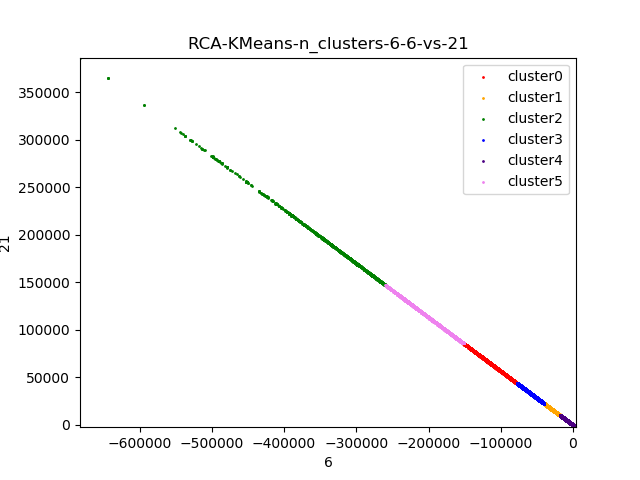 RCA-KMeans-n_clusters-6-6-vs-21
cluster0
cluster1
cluster2
cluster3
cluster4
cluster5
350000
300000
250000
200000
150000
100000
50000
0
21
−600000 −500000 −400000 −300000 −200000 −100000 0
6